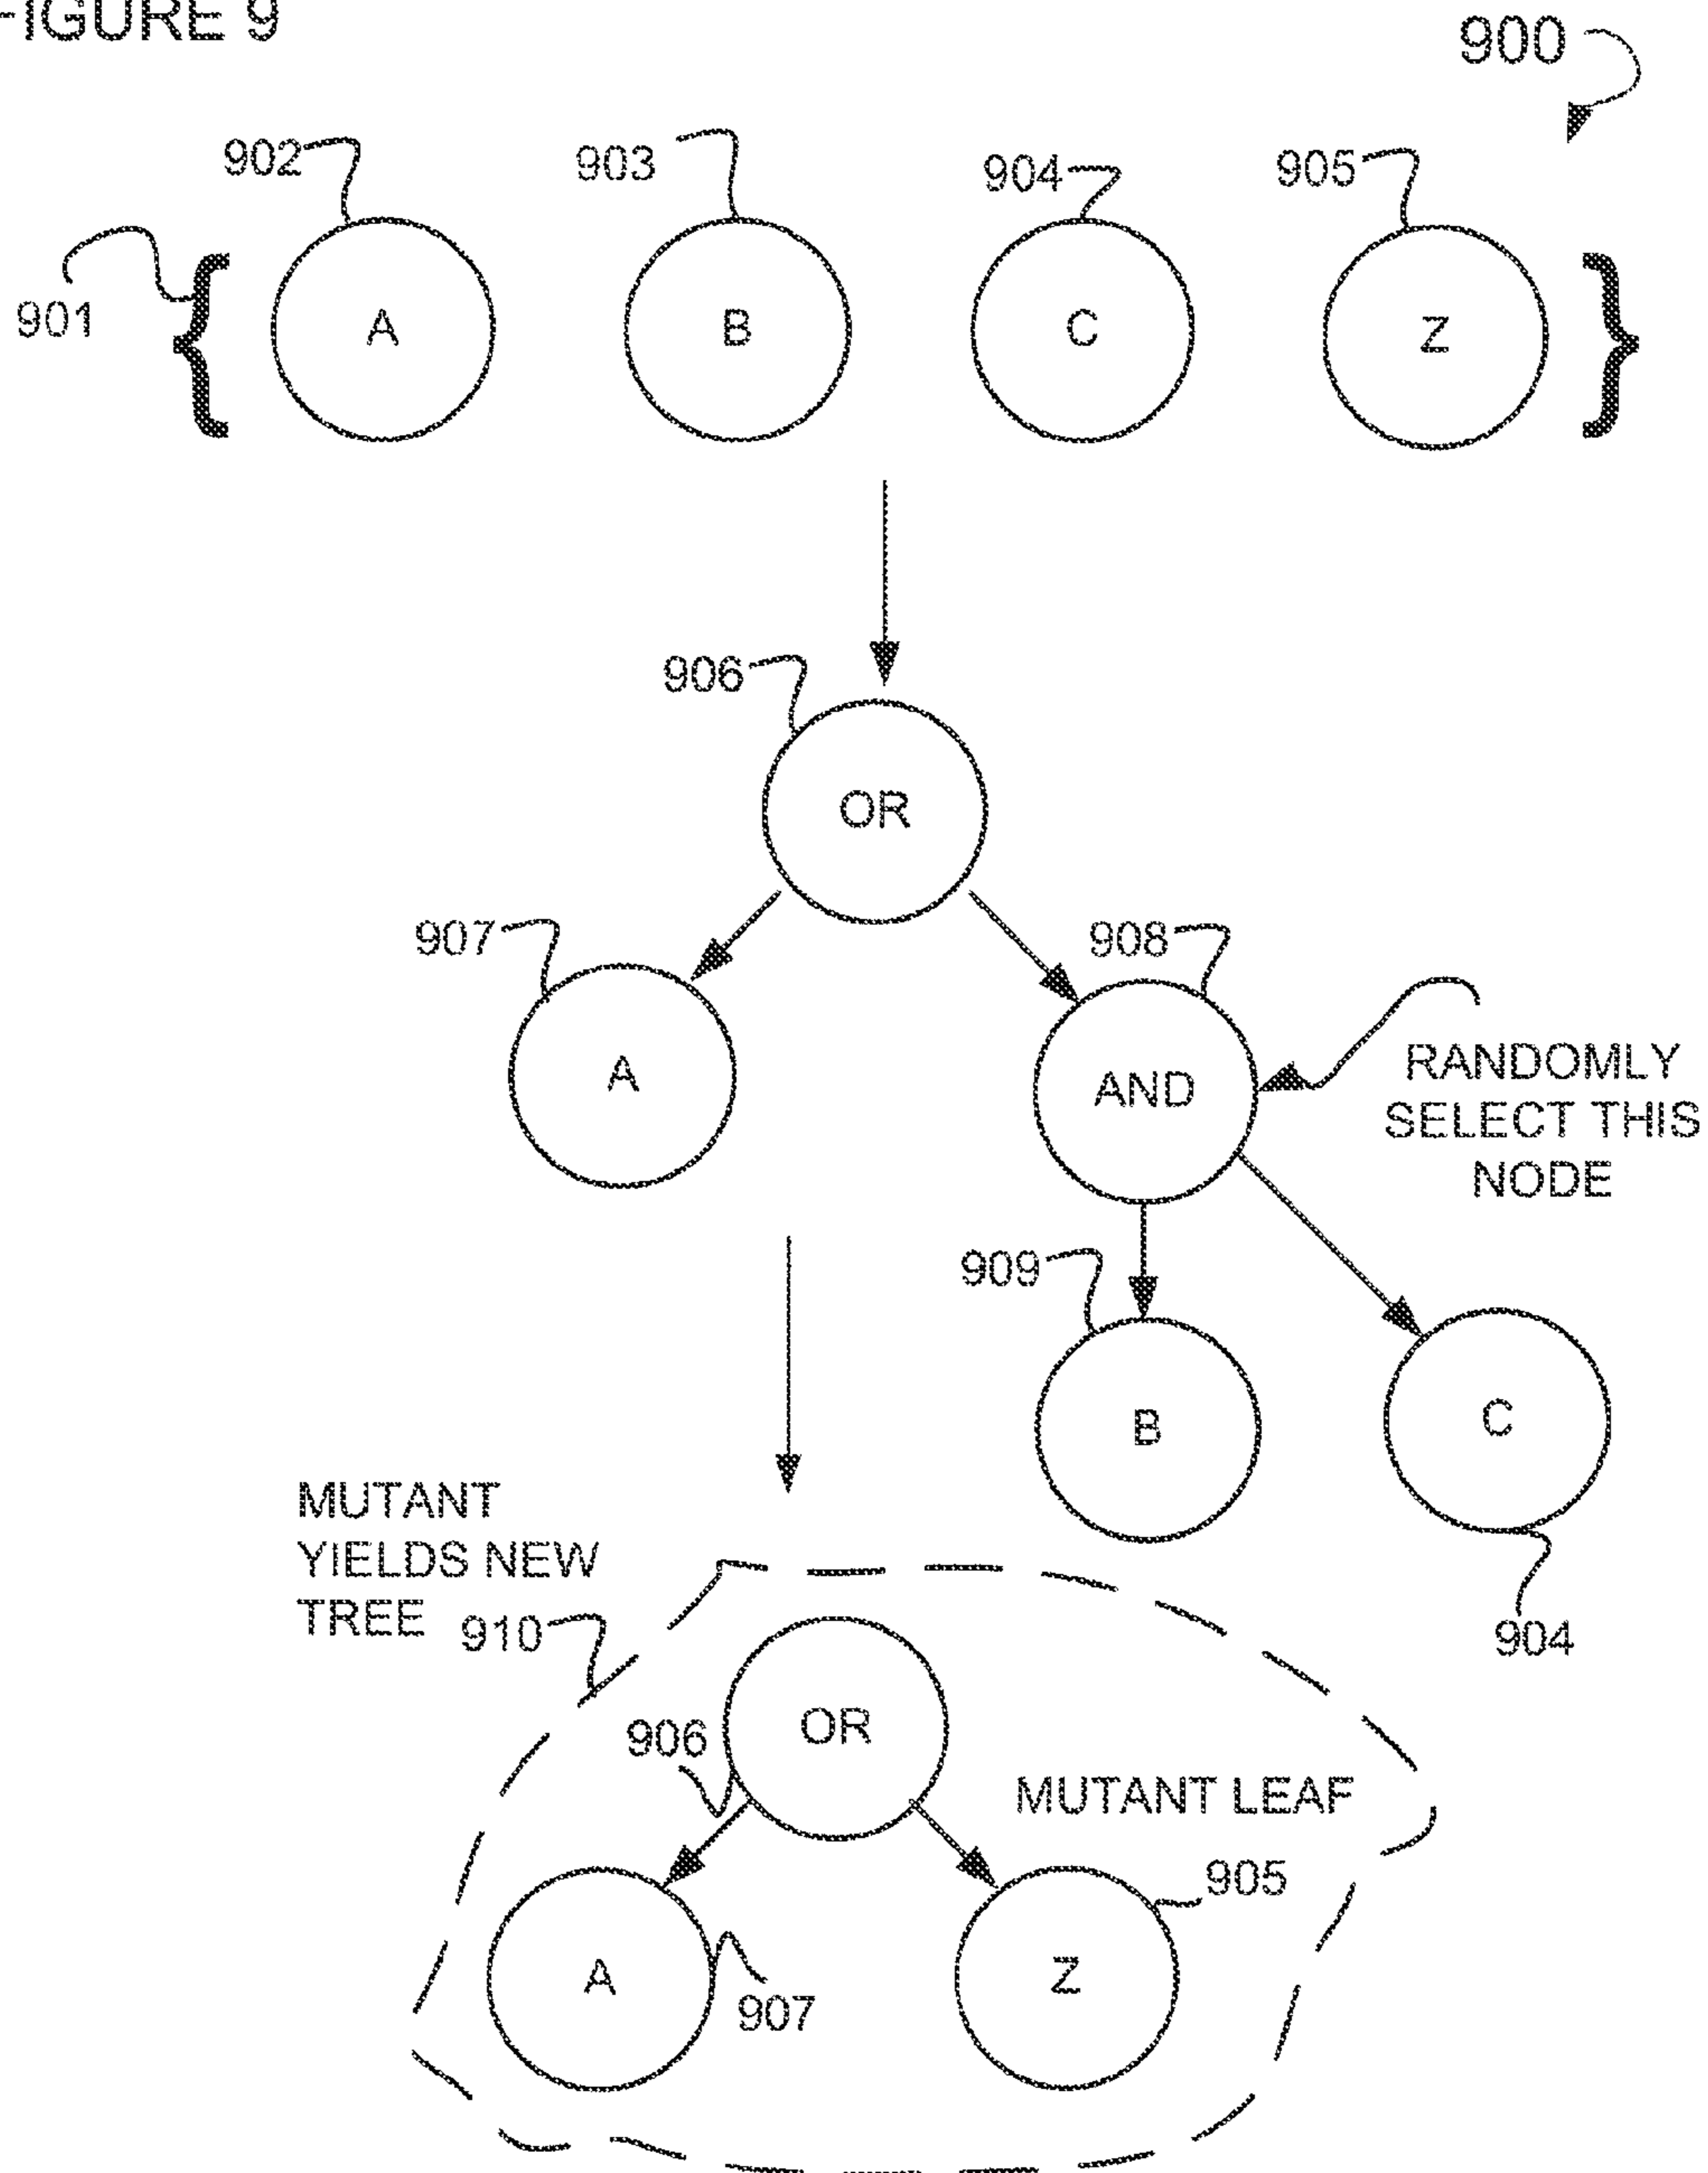 FIGURE 9
900
902
903
904
905
901
{ A B C Z }
906
OR
907
908
A
AND
RANDOMLY
SELECT THIS
NODE
909
B
C
904
MUTANT
YIELDS NEW
TREE
910
OR
906
MUTANT LEAF
905
A
Z
907